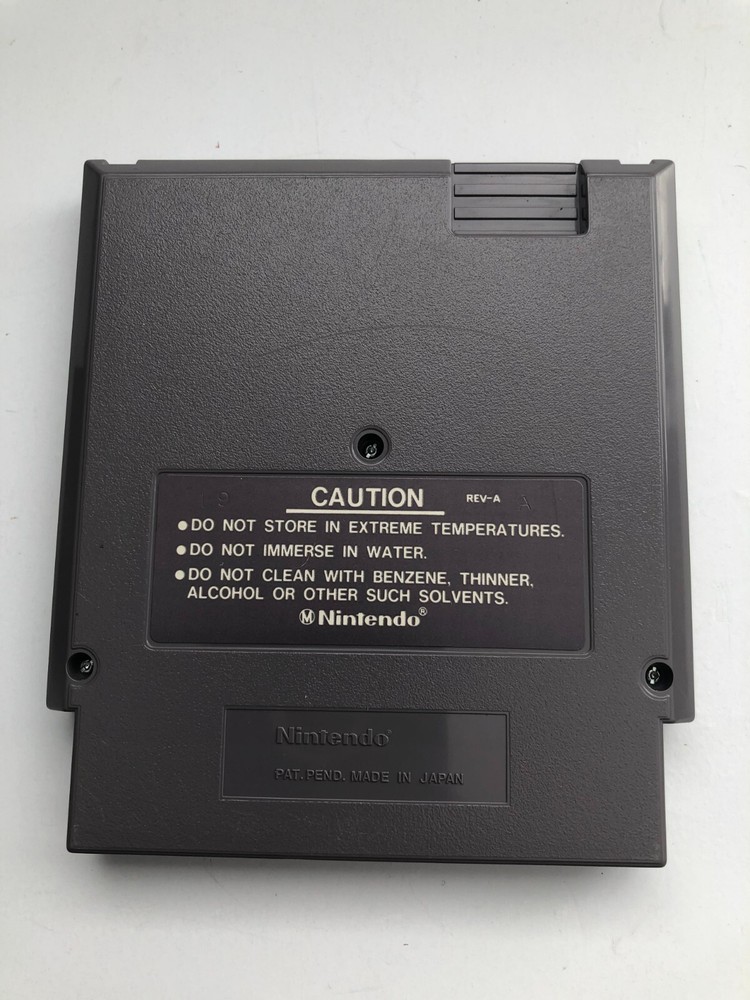 9 A
CAUTION REV-A
●DO NOT STORE IN EXTREME TEMPERATURES.
●DO NOT IMMERSE IN WATER.
●DO NOT CLEAN WITH BENZENE, THINNER,
ALCOHOL OR OTHER SUCH SOLVENTS.
Ⓜ Nintendo®
Nintendo®
PAT. PEND. MADE IN JAPAN